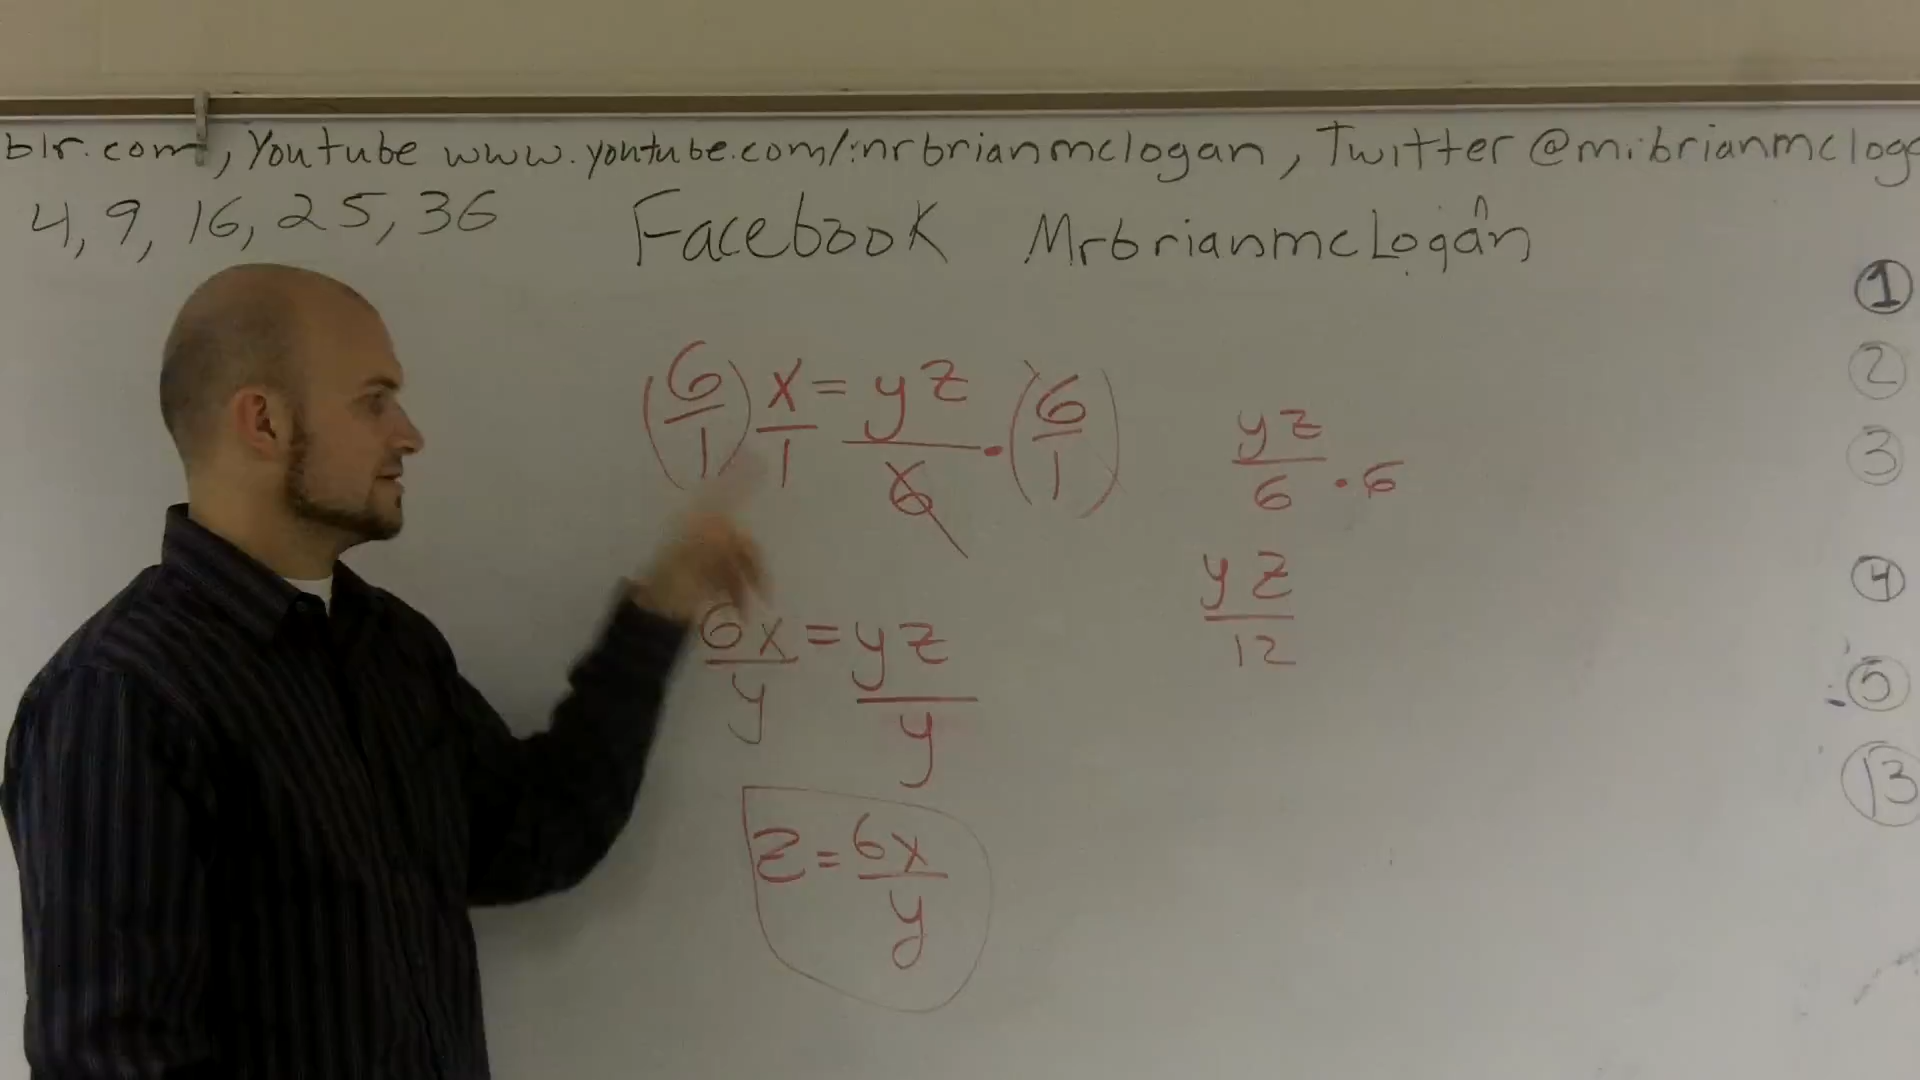 blr.com, Youtube www.youtube.com/mrbrianmclogan, Twitter @mrbrianmclog
4, 9, 16, 25, 36 Facebook MrbrianmcLogan
(6/1) x/1 = yz/6 · (6/1)
6x/y = yz/y
z = 6x/y
yz/6 · 6
yz/12
1
2
3
4
5
13